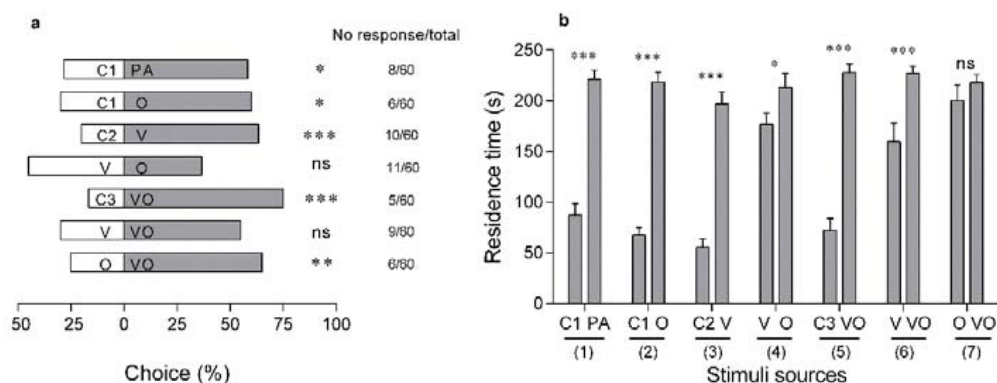 a
No response/total
C1 PA * 8/60
C1 O * 6/60
C2 V *** 10/60
V O ns 11/60
C3 VO *** 5/60
V VO ns 9/60
O VO ** 6/60
50 25 0 25 50 75 100
Choice (%)
b
250
200
150
100
50
0
Residence time (s)
*** *** *** * *** *** ns
C1 PA C1 O C2 V V O C3 VO V VO O VO
(1) (2) (3) (4) (5) (6) (7)
Stimuli sources